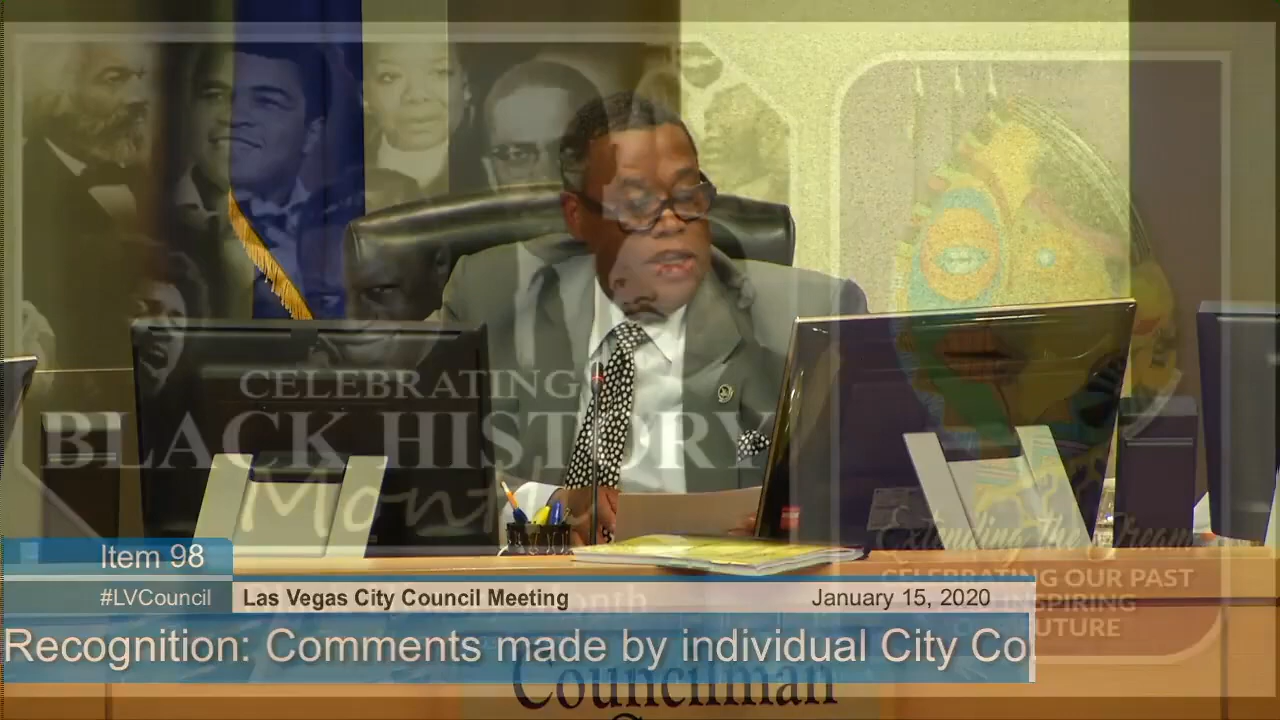 CELEBRATING
BLACK HISTORY
Month
Extending the Dream
CELEBRATING OUR PAST
INSPIRING
FUTURE
Item 98
#LVCouncil
Las Vegas City Council Meeting
January 15, 2020
Recognition: Comments made by individual City Co
Councilman